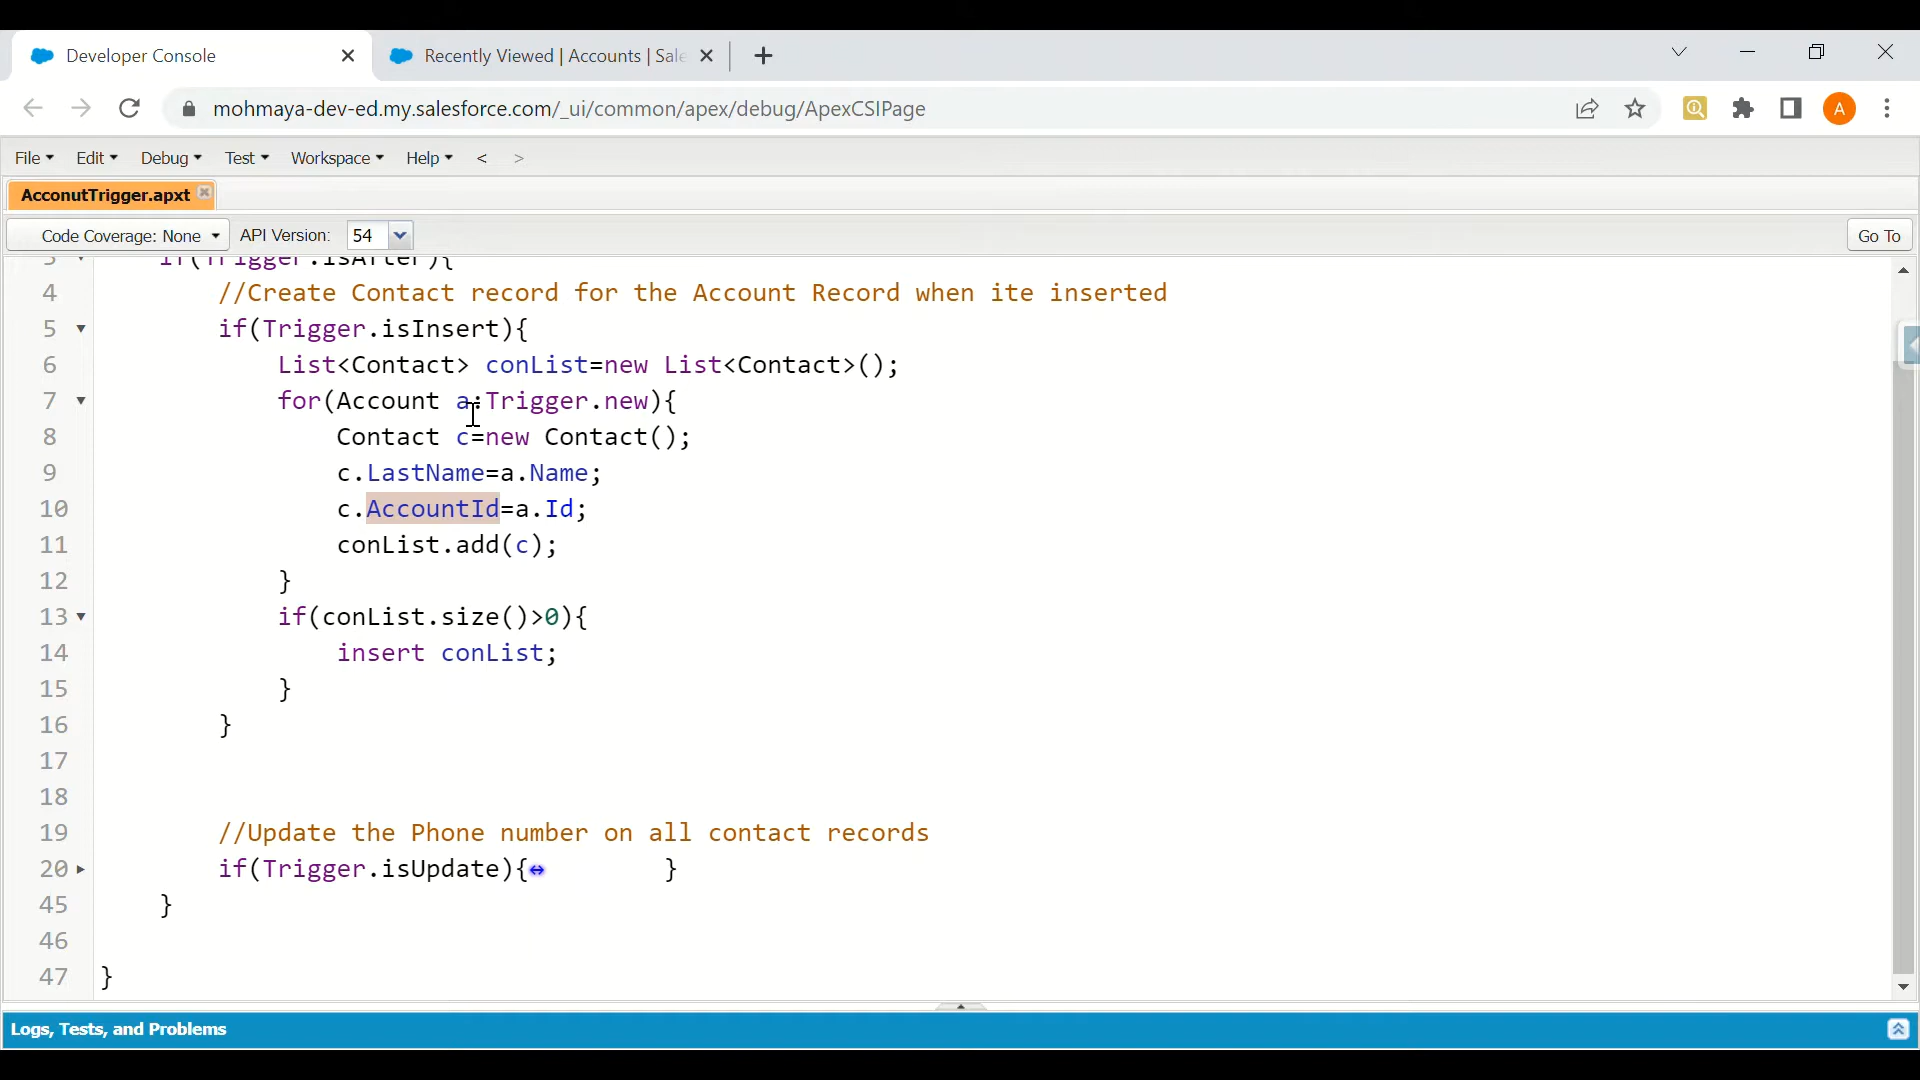 Developer Console
Recently Viewed | Accounts | Sale
mohmaya-dev-ed.my.salesforce.com/_ui/common/apex/debug/ApexCSIPage
A
File Edit Debug Test Workspace Help < >
AcconutTrigger.apxt
Code Coverage: None API Version: 54 Go To
3 if(Trigger.isAfter){
4 //Create Contact record for the Account Record when ite inserted
5 if(Trigger.isInsert){
6 List<Contact> conList=new List<Contact>();
7 for(Account a:Trigger.new){
8 Contact c=new Contact();
9 c.LastName=a.Name;
10 c.AccountId=a.Id;
11 conList.add(c);
12 }
13 if(conList.size()>0){
14 insert conList;
15 }
16 }
17
18
19 //Update the Phone number on all contact records
20 if(Trigger.isUpdate){↔ }
45 }
46
47 }
Logs, Tests, and Problems